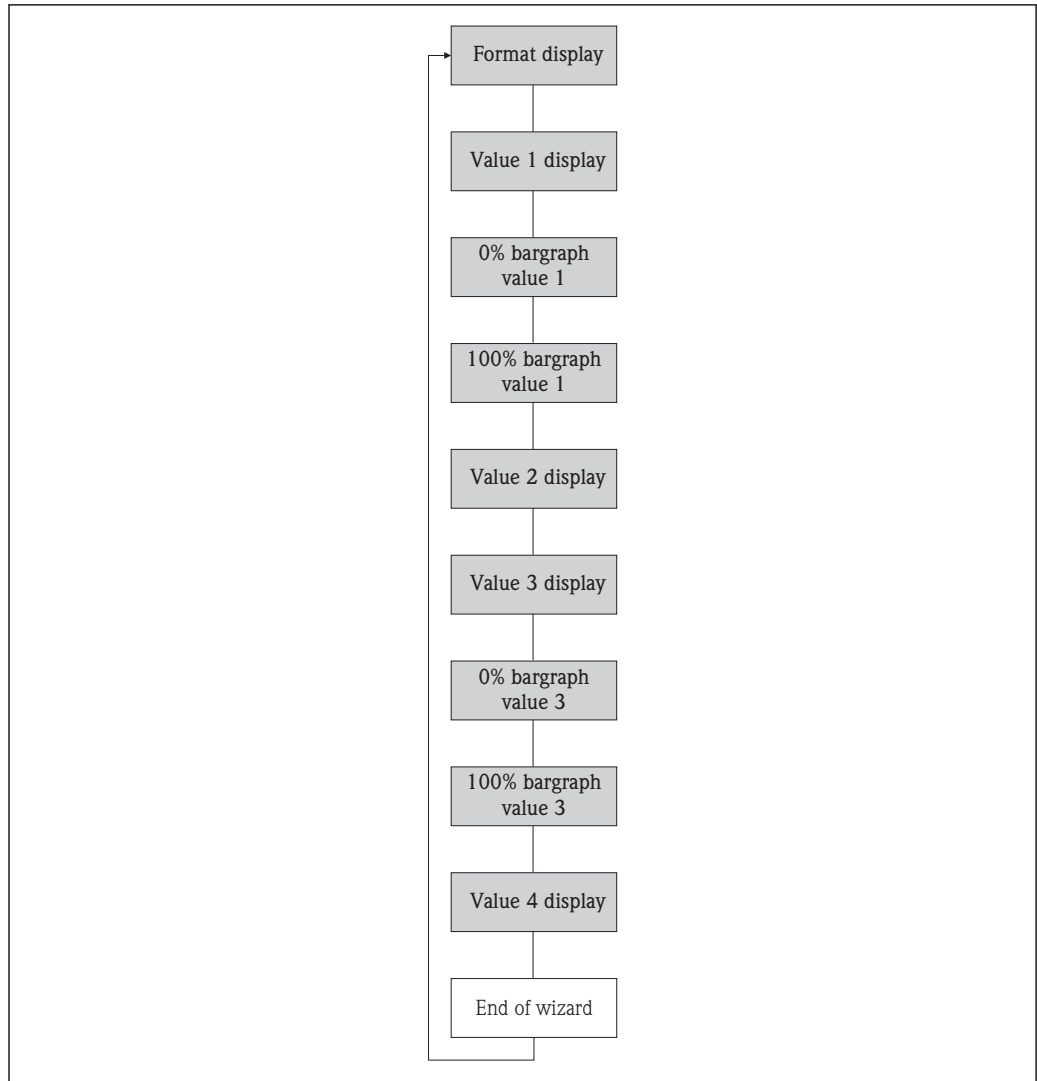 Format display
Value 1 display
0% bargraph
value 1
100% bargraph
value 1
Value 2 display
Value 3 display
0% bargraph
value 3
100% bargraph
value 3
Value 4 display
End of wizard